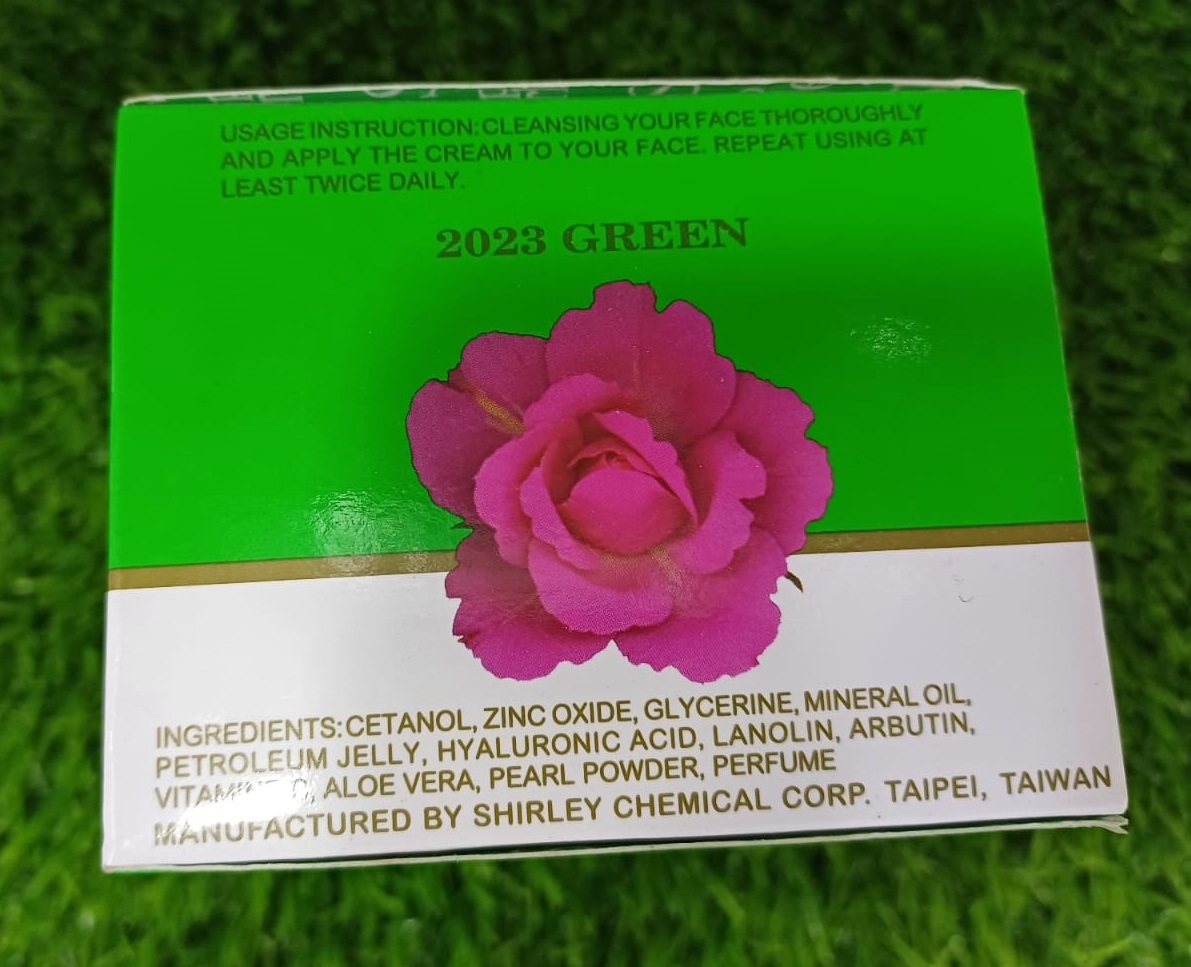 USAGE INSTRUCTION: CLEANSING YOUR FACE THOROUGHLY
AND APPLY THE CREAM TO YOUR FACE. REPEAT USING AT
LEAST TWICE DAILY.
2023 GREEN
INGREDIENTS: CETANOL, ZINC OXIDE, GLYCERINE, MINERAL OIL,
PETROLEUM JELLY, HYALURONIC ACID, LANOLIN, ARBUTIN,
ALOE VERA, PEARL POWDER, PERFUME
MANUFACTURED BY SHIRLEY CHEMICAL CORP. TAIPEI, TAIWAN